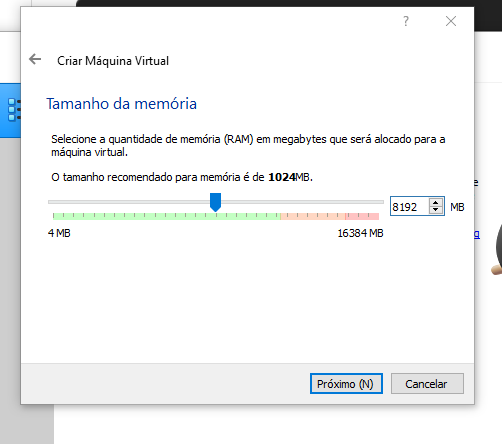 Criar Máquina Virtual
Tamanho da memória
Selecione a quantidade de memória (RAM) em megabytes que será alocado para a
máquina virtual.
O tamanho recomendado para memória é de 1024MB.
8192 MB
4 MB 16384 MB
Próximo (N) Cancelar